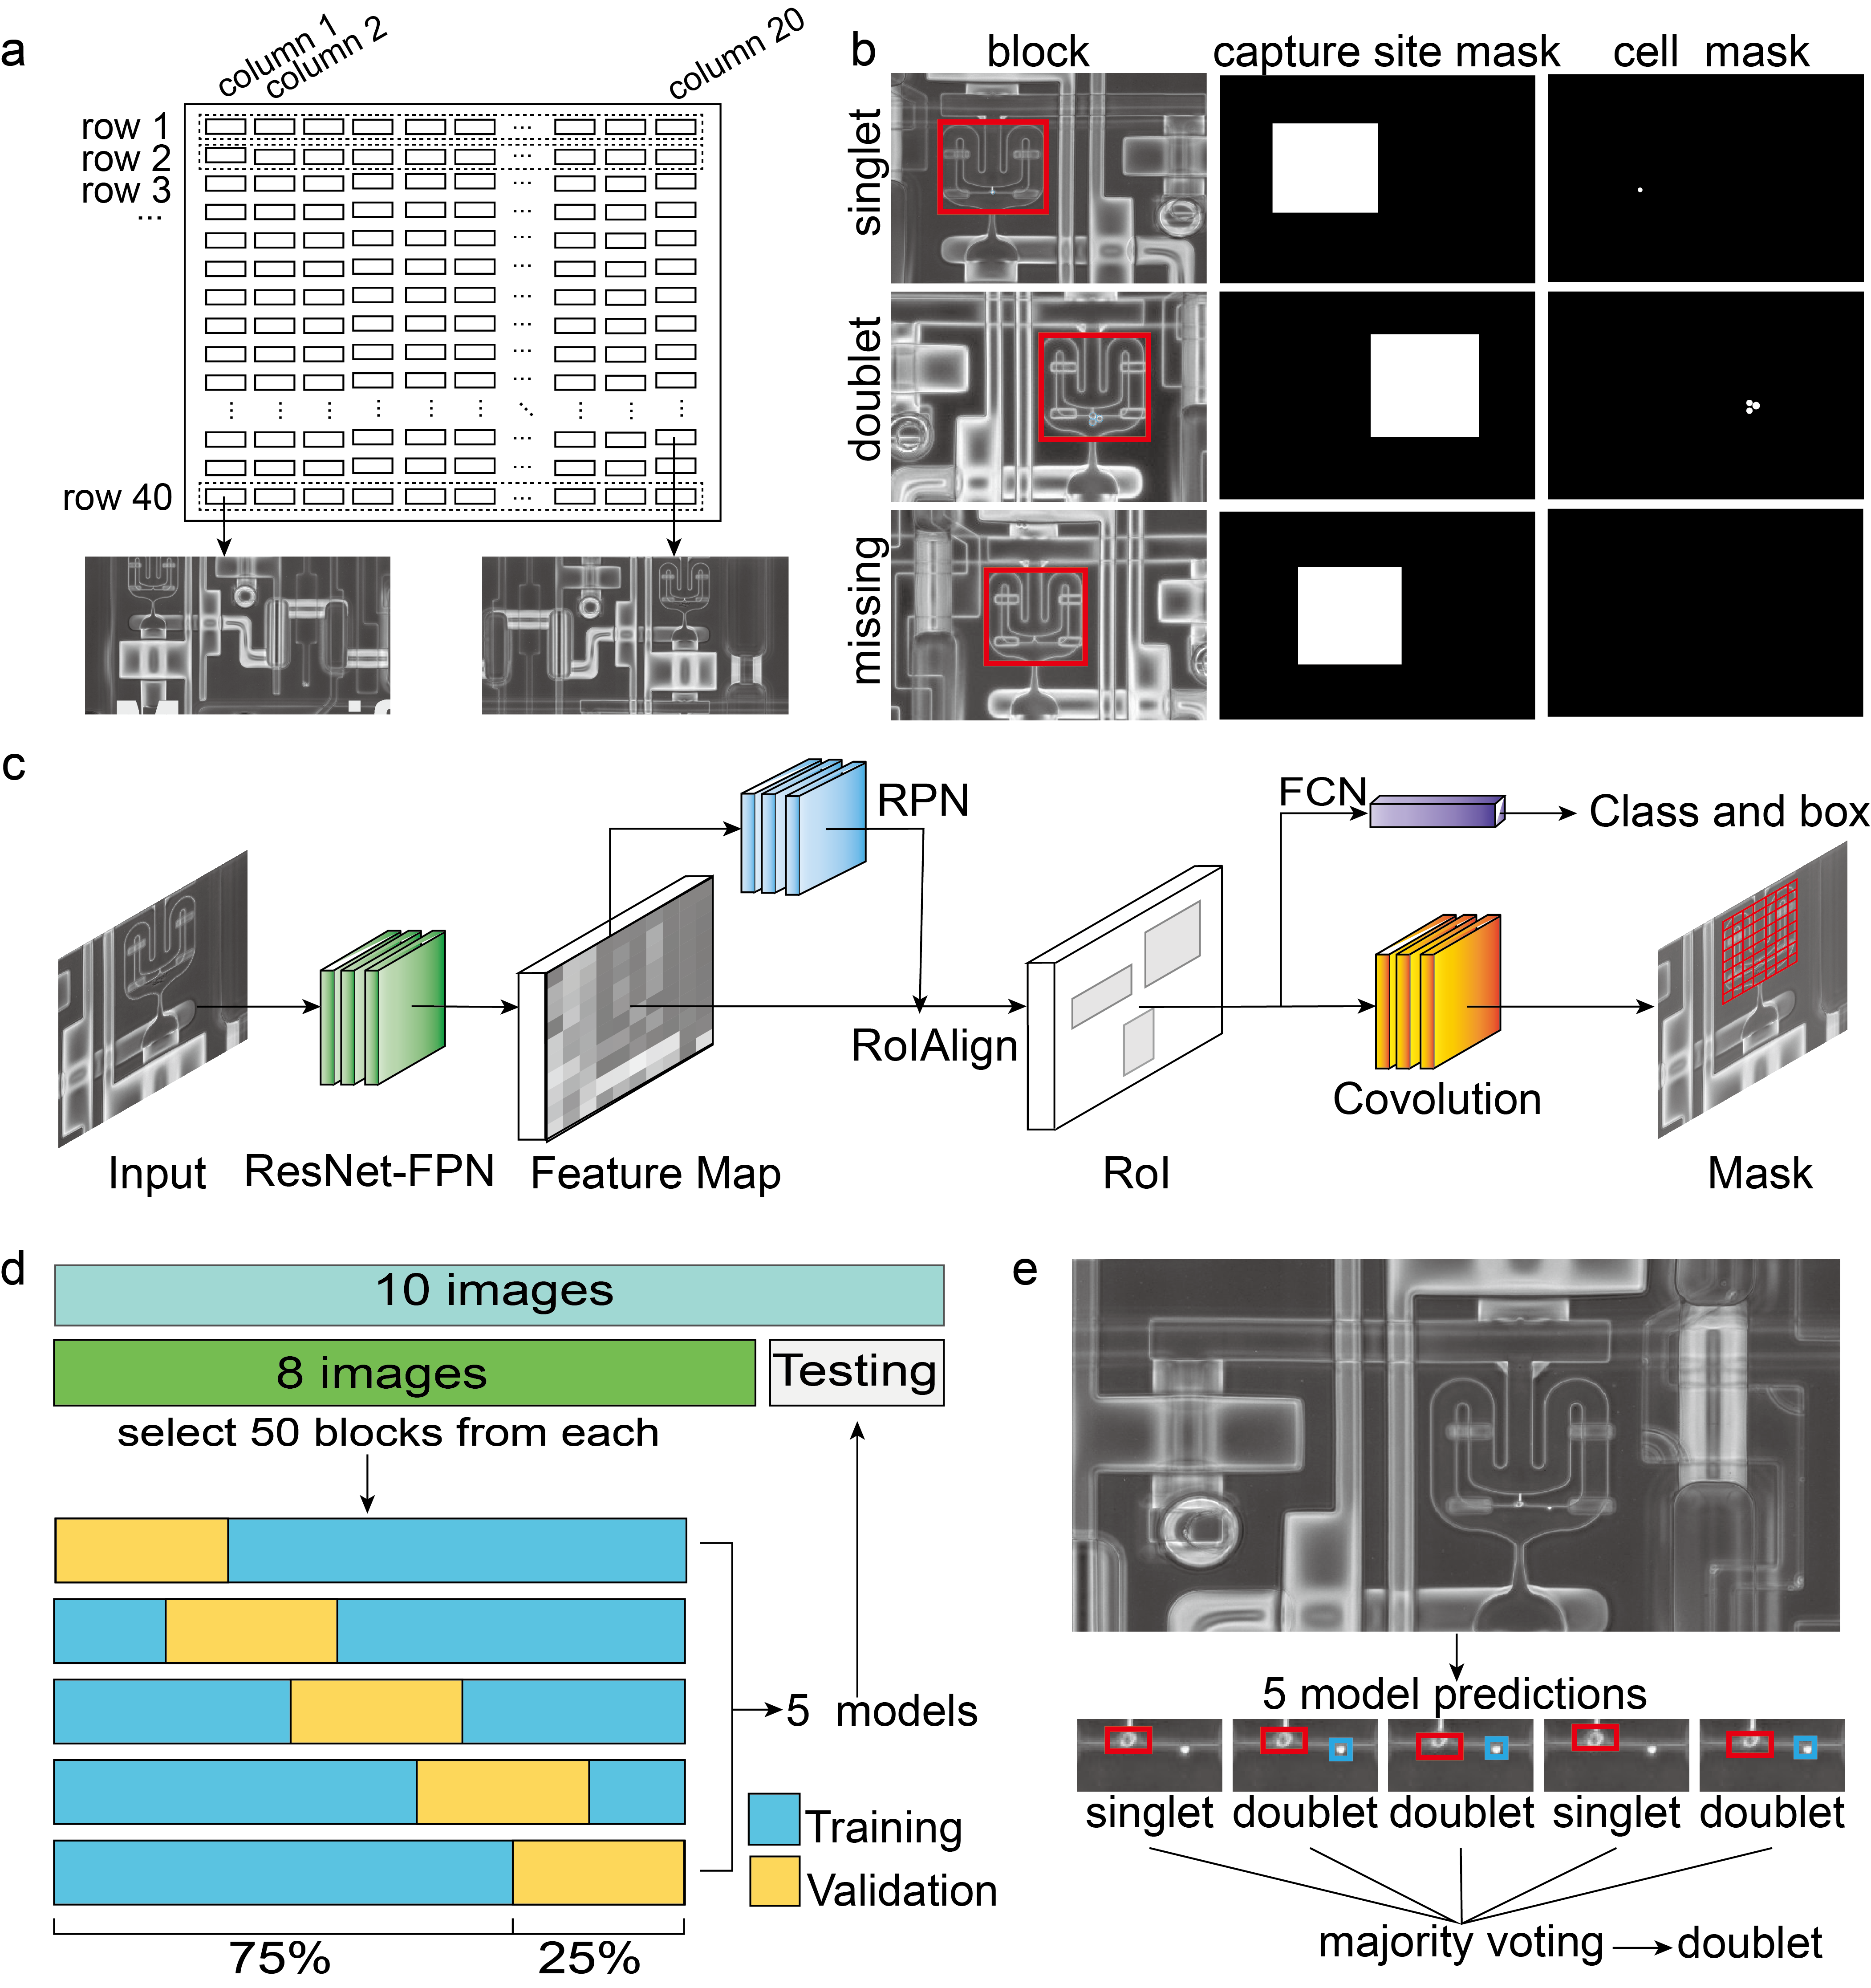 a
column 1
column 2
column 20
row 1
row 2
row 3
...
row 40
b
block
capture site mask
cell mask
singlet
doublet
missing
c
RPN
FCN
Class and box
RoIAlign
Covolution
Input
ResNet-FPN
Feature Map
RoI
Mask
d
10 images
8 images
Testing
select 50 blocks from each
5 models
Training
Validation
75%
25%
e
5 model predictions
singlet
doublet
doublet
singlet
doublet
majority voting
doublet